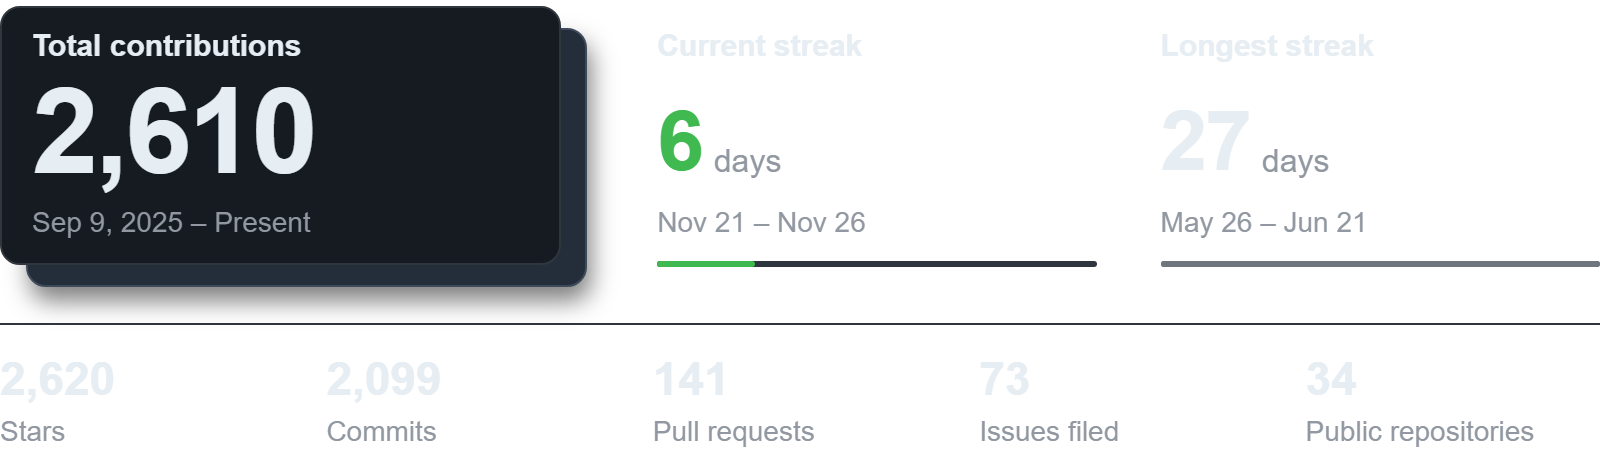 Total contributions
2,610
Sep 9, 2025 – Present
Current streak
6 days
Nov 21 – Nov 26
Longest streak
27 days
May 26 – Jun 21
2,620
Stars
2,099
Commits
141
Pull requests
73
Issues filed
34
Public repositories